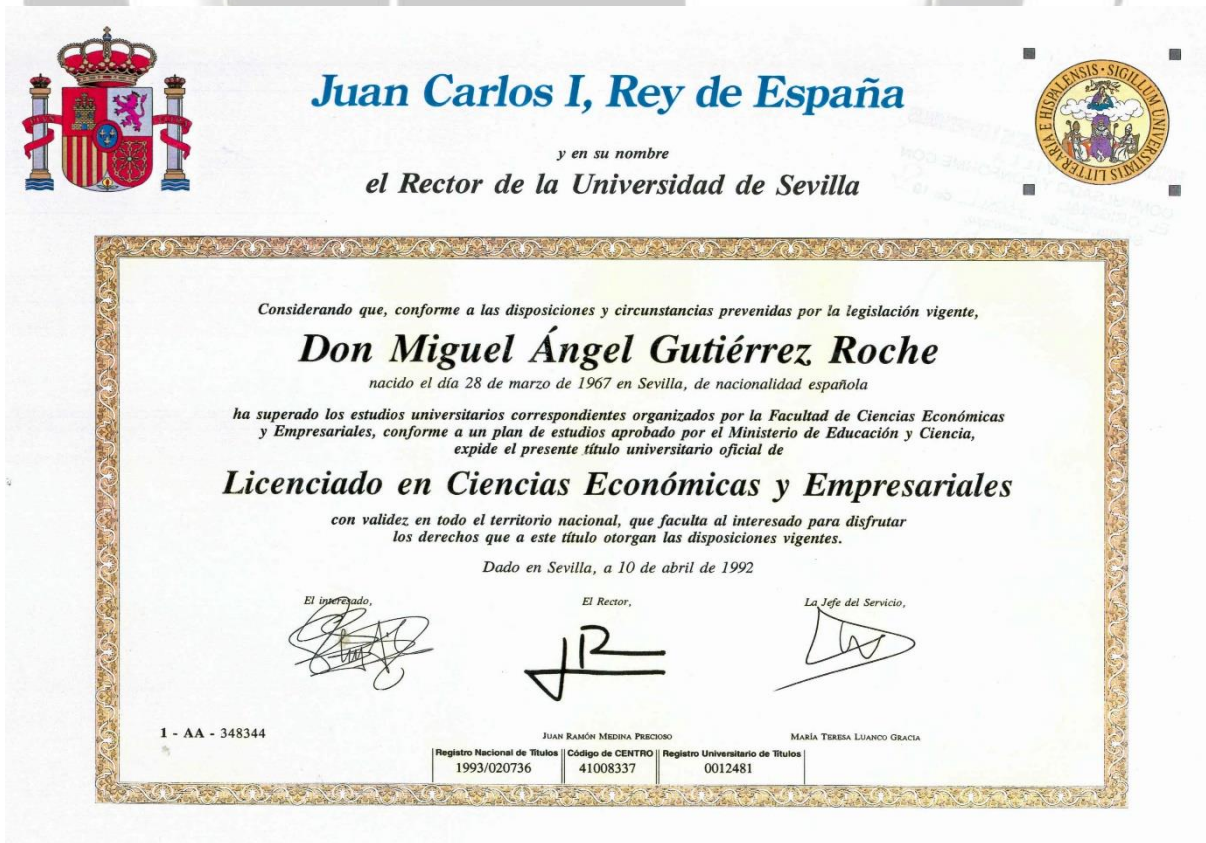 Juan Carlos I, Rey de España
y en su nombre
el Rector de la Universidad de Sevilla
SIGILLUM UNIVERSITATIS LITTERARIA E HISPALENSIS
Considerando que, conforme a las disposiciones y circunstancias prevenidas por la legislación vigente,
Don Miguel Ángel Gutiérrez Roche
nacido el día 28 de marzo de 1967 en Sevilla, de nacionalidad española
ha superado los estudios universitarios correspondientes organizados por la Facultad de Ciencias Económicas
y Empresariales, conforme a un plan de estudios aprobado por el Ministerio de Educación y Ciencia,
expide el presente título universitario oficial de
Licenciado en Ciencias Económicas y Empresariales
con validez en todo el territorio nacional, que faculta al interesado para disfrutar
los derechos que a este título otorgan las disposiciones vigentes.
Dado en Sevilla, a 10 de abril de 1992
El interesado,
El Rector,
La Jefe del Servicio,
1 - AA - 348344
JUAN RAMÓN MEDINA PRECIOSO
MARÍA TERESA LUANCO GRACIA
Registro Nacional de Títulos Código de CENTRO Registro Universitario de Títulos
1993/020736 41008337 0012481